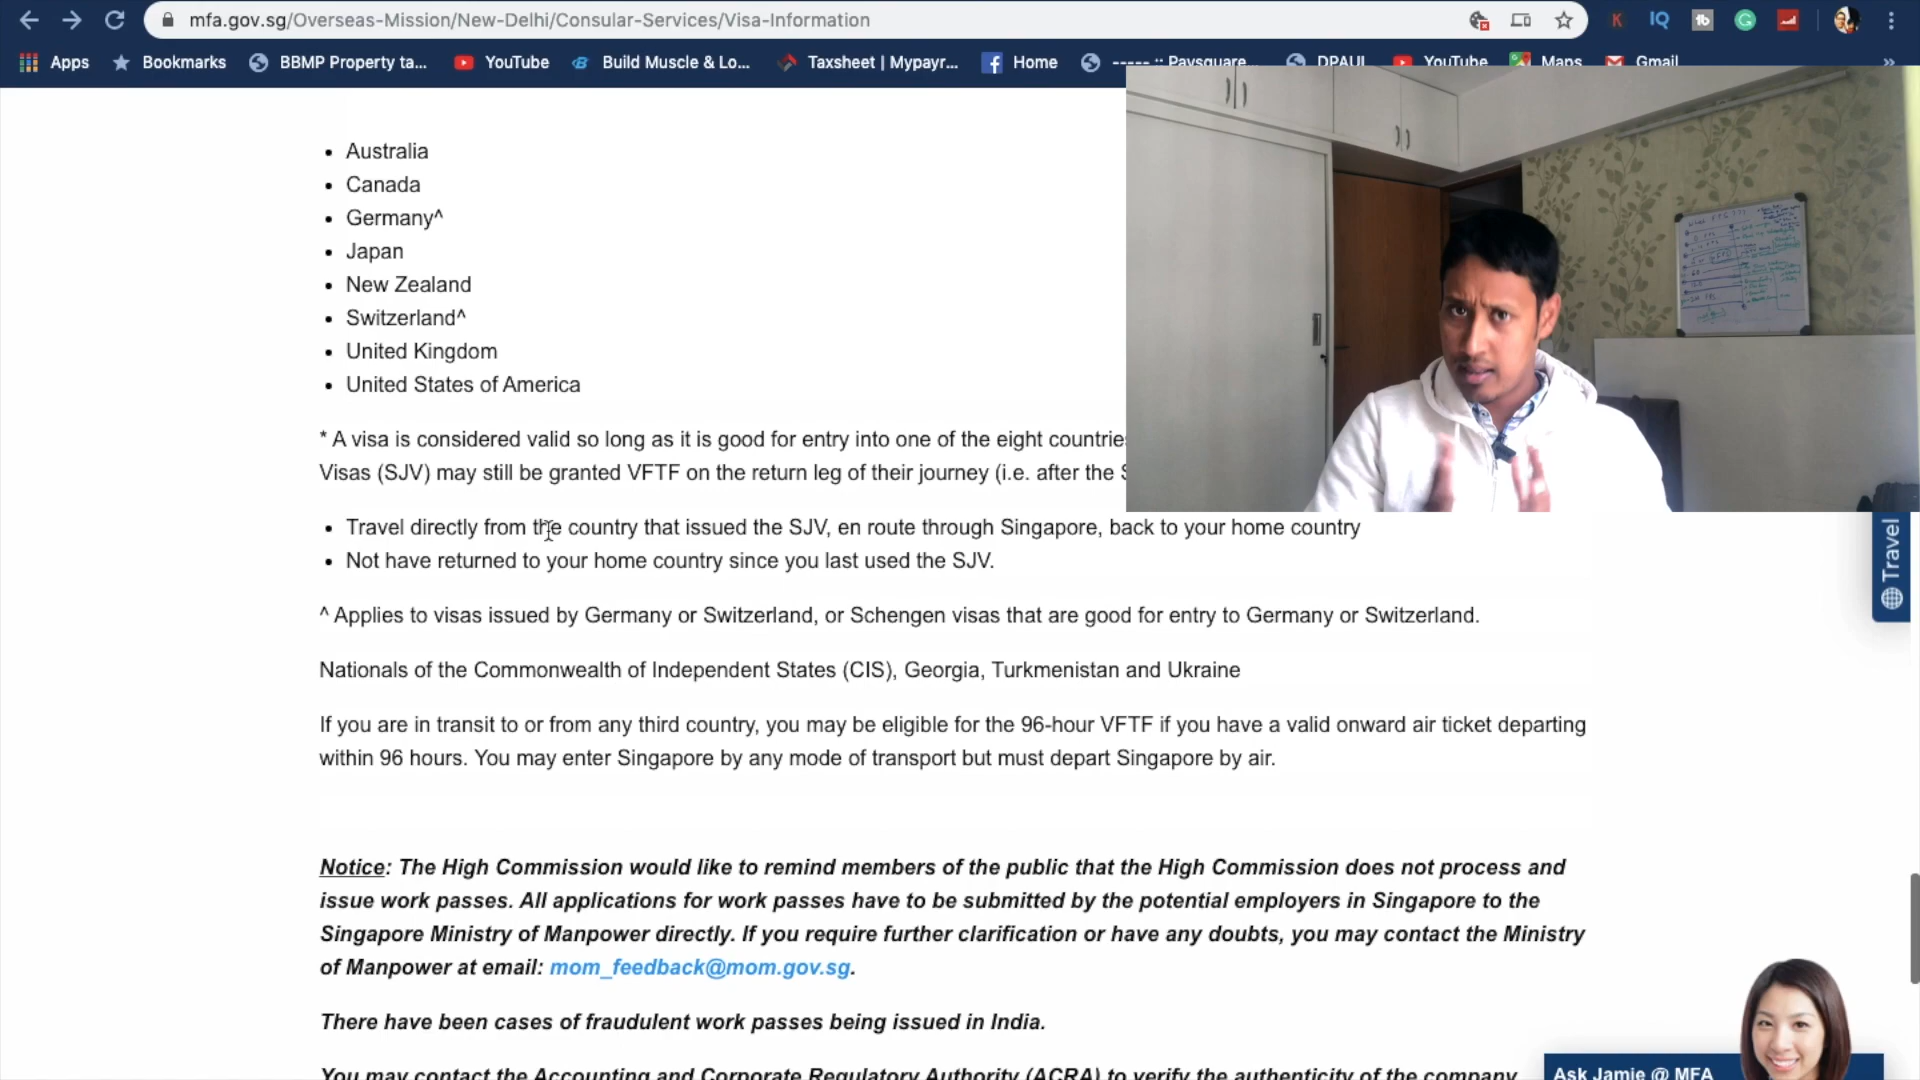 mfa.gov.sg/Overseas-Mission/New-Delhi/Consular-Services/Visa-Information
Apps Bookmarks BBMP Property ta... YouTube Build Muscle & Lo... Taxsheet | Mypayr... Home ----- :: Paysquare... DPAUL YouTube Maps Gmail
• Australia
• Canada
• Germany^
• Japan
• New Zealand
• Switzerland^
• United Kingdom
• United States of America
* A visa is considered valid so long as it is good for entry into one of the eight countrie
Visas (SJV) may still be granted VFTF on the return leg of their journey (i.e. after the S
• Travel directly from the country that issued the SJV, en route through Singapore, back to your home country
• Not have returned to your home country since you last used the SJV.
Travel
^ Applies to visas issued by Germany or Switzerland, or Schengen visas that are good for entry to Germany or Switzerland.
Nationals of the Commonwealth of Independent States (CIS), Georgia, Turkmenistan and Ukraine
If you are in transit to or from any third country, you may be eligible for the 96-hour VFTF if you have a valid onward air ticket departing
within 96 hours. You may enter Singapore by any mode of transport but must depart Singapore by air.
Notice: The High Commission would like to remind members of the public that the High Commission does not process and
issue work passes. All applications for work passes have to be submitted by the potential employers in Singapore to the
Singapore Ministry of Manpower directly. If you require further clarification or have any doubts, you may contact the Ministry
of Manpower at email: mom_feedback@mom.gov.sg.
There have been cases of fraudulent work passes being issued in India.
You may contact the Accounting and Corporate Regulatory Authority (ACRA) to verify the authenticity of the company
Ask Jamie @ MFA